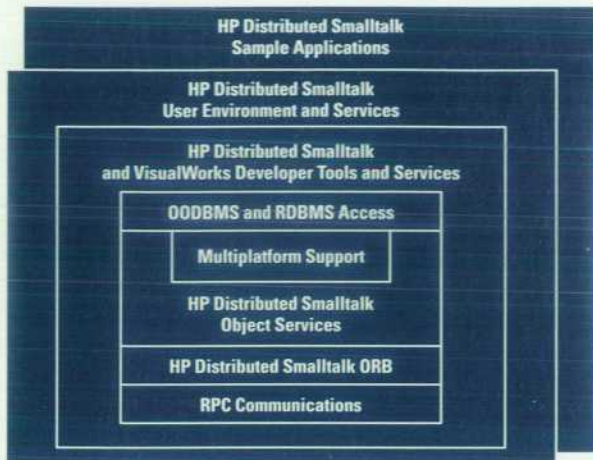 HP Distributed Smalltalk
Sample Applications
HP Distributed Smalltalk
User Environment and Services
HP Distributed Smalltalk
and VisualWorks Developer Tools and Services
OODBMS and RDBMS Access
Multiplatform Support
HP Distributed Smalltalk
Object Services
HP Distributed Smalltalk ORB
RPC Communications